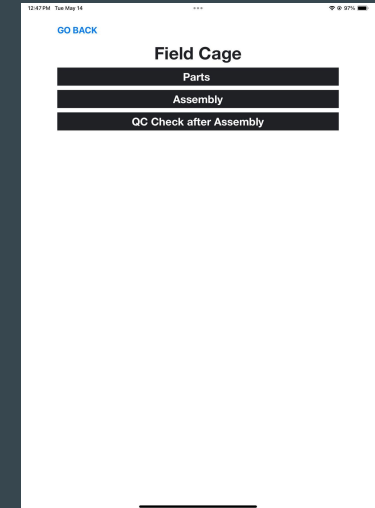 12:47 PM Tue May 14
97%
GO BACK
Field Cage
Parts
Assembly
QC Check after Assembly